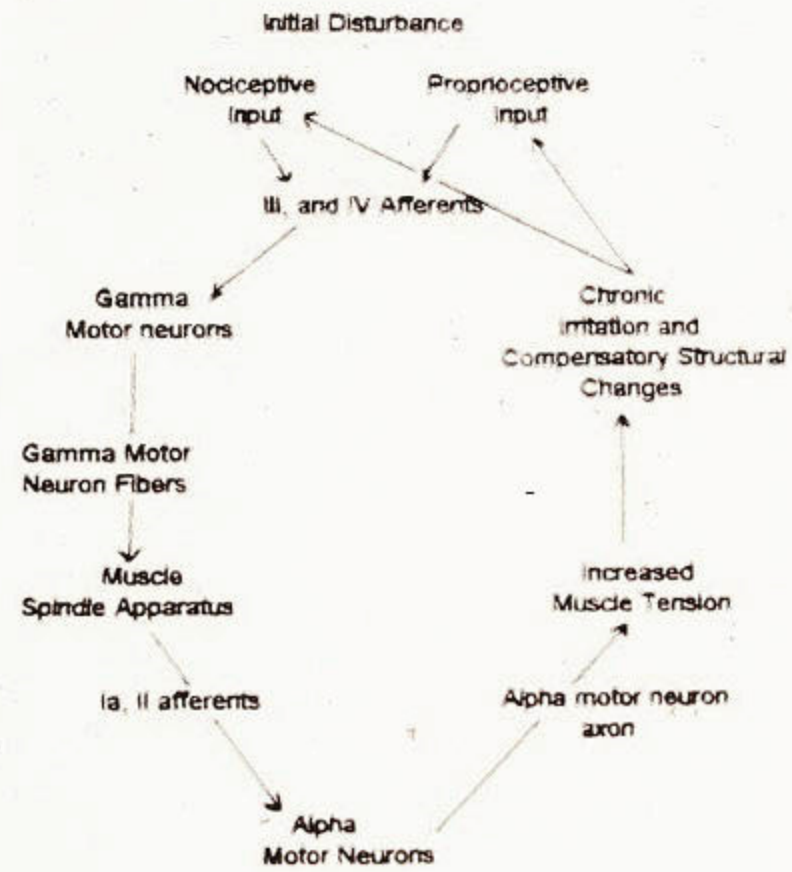 Initial Disturbance
Nociceptive
Input
Proprioceptive
Input
III, and IV Afferents
Gamma
Motor neurons
Chronic
Irritation and
Compensatory Structural
Changes
Gamma Motor
Neuron Fibers
Muscle
Spindle Apparatus
Increased
Muscle Tension
Ia, II afferents
Alpha motor neuron
axon
Alpha
Motor Neurons